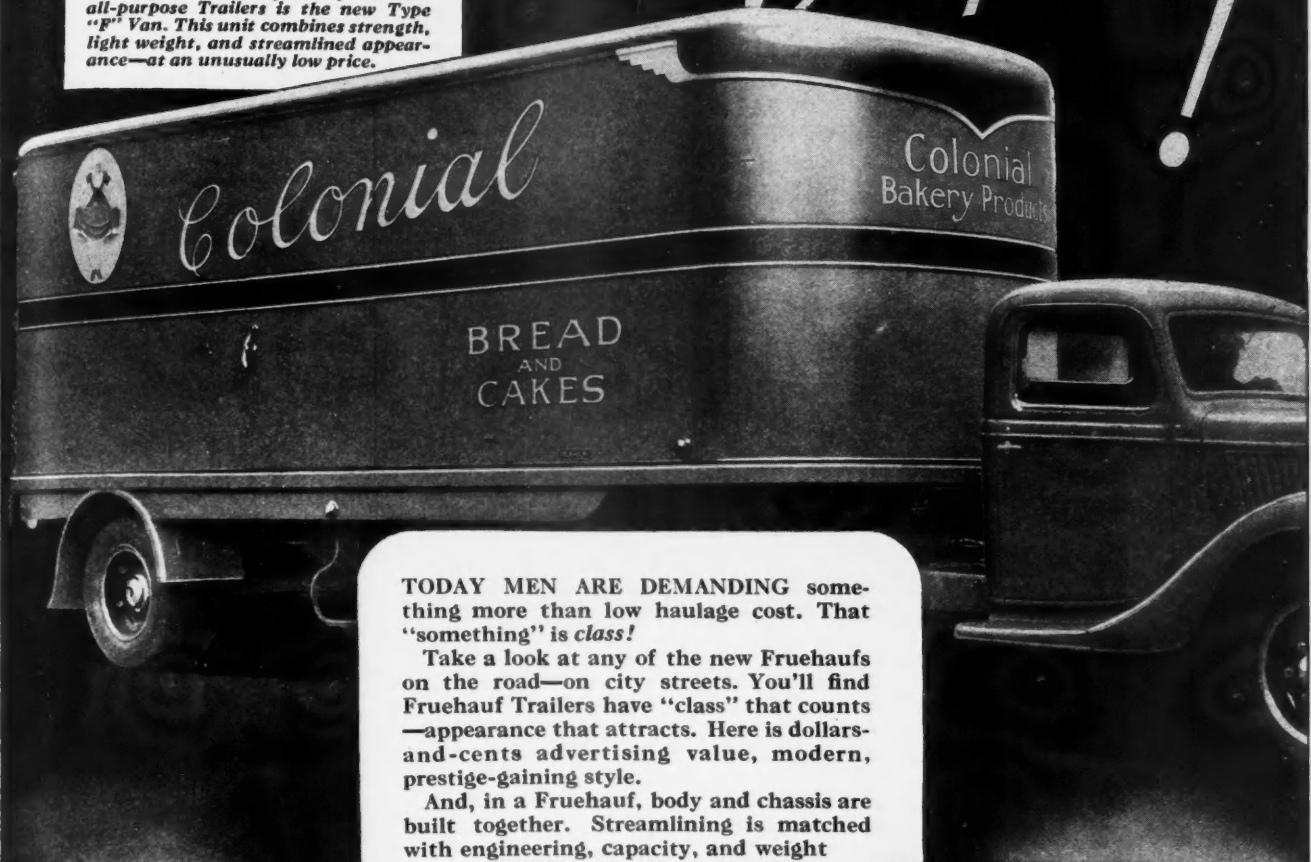 all-purpose Trailers is the new Type
"F" Van. This unit combines strength,
light weight, and streamlined appear-
ance—at an unusually low price.
Colonial
Colonial
Bakery Products
BREAD
AND
CAKES
TODAY MEN ARE DEMANDING some-
thing more than low haulage cost. That
"something" is class!
Take a look at any of the new Fruehaufs
on the road—on city streets. You'll find
Fruehauf Trailers have "class" that counts
—appearance that attracts. Here is dollars-
and-cents advertising value, modern,
prestige-gaining style.
And, in a Fruehauf, body and chassis are
built together. Streamlining is matched
with engineering, capacity, and weight